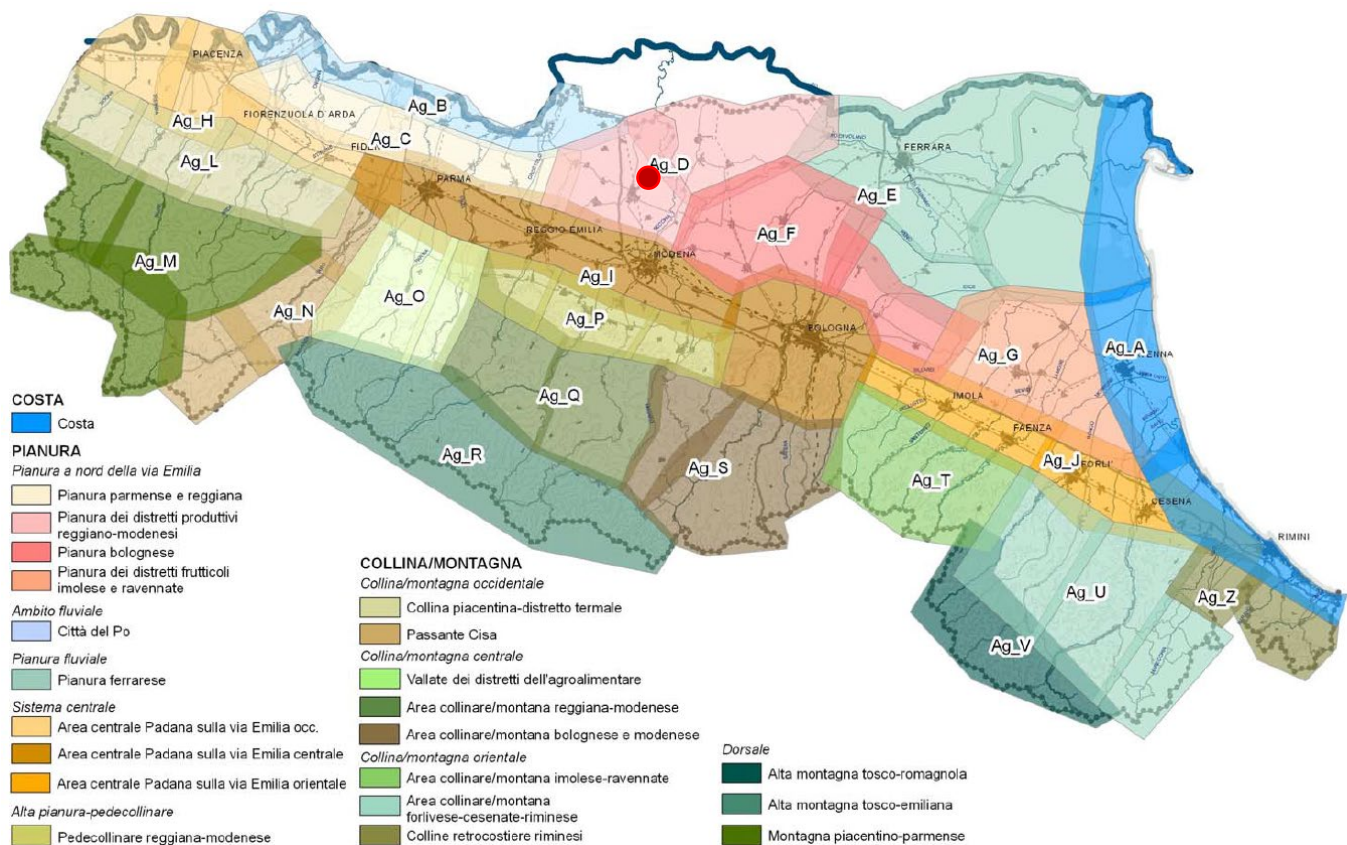 PIACENZA
Ag_B
FIORENZUOLA D'ARDA
Ag_H
Ag_C
FIDEN
Ag_L
Ag_D
FERRARA
PARMA
Ag_E
Ag_F
REGGIO EMILIA
MODENA
Ag_M
Ag_I
Ag_N
Ag_O
Ag_P
BOLOGNA
Ag_G
Ag_A
ENNA
Ag_Q
IMOLA
FAENZA
Ag_R
Ag_S
Ag_T
Ag_J
FORLI'
CESENA
RIMINI
Ag_U
Ag_Z
Ag_V
COSTA
Costa
PIANURA
Pianura a nord della via Emilia
Pianura parmense e reggiana
Pianura dei distretti produttivi
reggiano-modenesi
Pianura bolognese
Pianura dei distretti frutticoli
imolese e ravennate
Ambito fluviale
Città del Po
Pianura fluviale
Pianura ferrarese
Sistema centrale
Area centrale Padana sulla via Emilia occ.
Area centrale Padana sulla via Emilia centrale
Area centrale Padana sulla via Emilia orientale
Alta pianura-pedecollinare
Pedecollinare reggiana-modenese
COLLINA/MONTAGNA
Collina/montagna occidentale
Collina piacentina-distretto termale
Passante Cisa
Collina/montagna centrale
Vallate dei distretti dell'agroalimentare
Area collinare/montana reggiana-modenese
Area collinare/montana bolognese e modenese
Collina/montagna orientale
Area collinare/montana imolese-ravennate
Area collinare/montana
forlivese-cesenate-riminese
Colline retrocostiere riminesi
Dorsale
Alta montagna tosco-romagnola
Alta montagna tosco-emiliana
Montagna piacentino-parmense